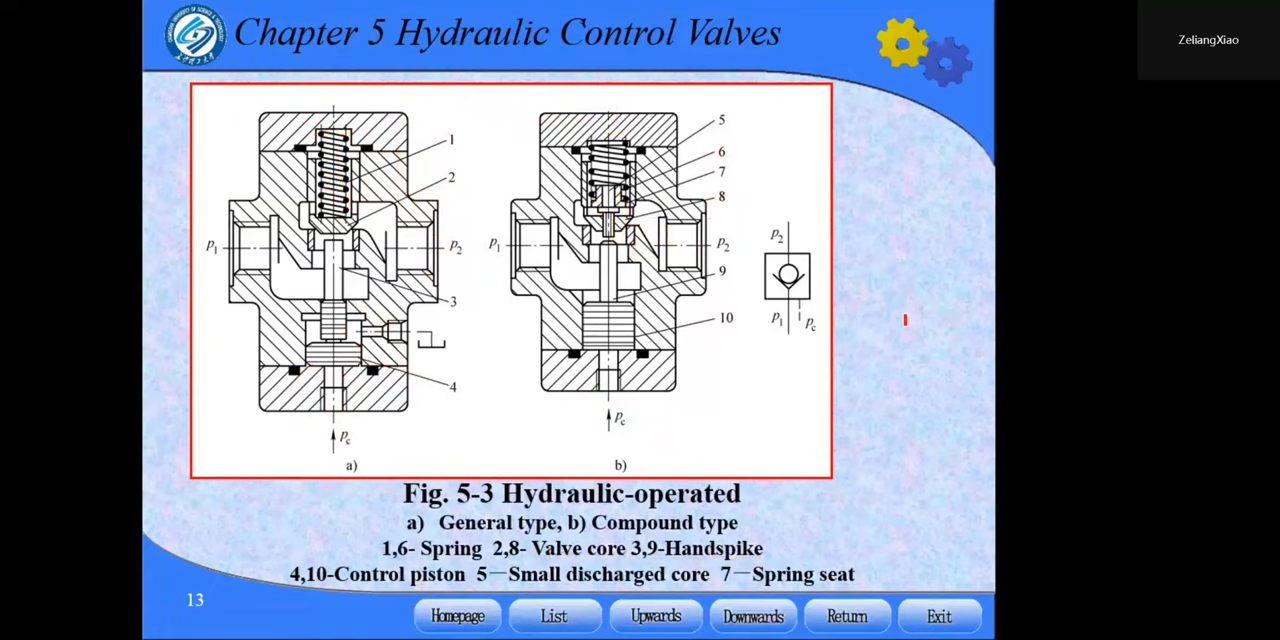 Chapter 5 Hydraulic Control Valves
ZeliangXiao
1
2
p1
p2
3
4
pc
a)
5
6
7
8
p1
p2
9
10
pc
b)
p2
p1
pc
Fig. 5-3 Hydraulic-operated
a) General type, b) Compound type
1,6- Spring 2,8- Valve core 3,9-Handspike
4,10-Control piston 5－Small discharged core 7－Spring seat
13
Homepage
List
Upwards
Downwards
Return
Exit